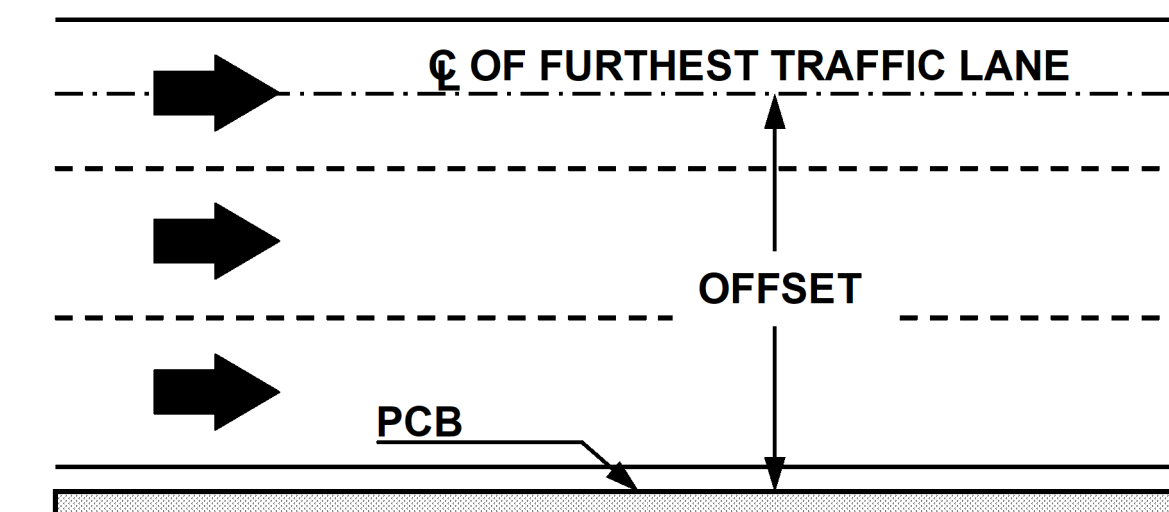 ℄ OF FURTHEST TRAFFIC LANE
OFFSET
PCB